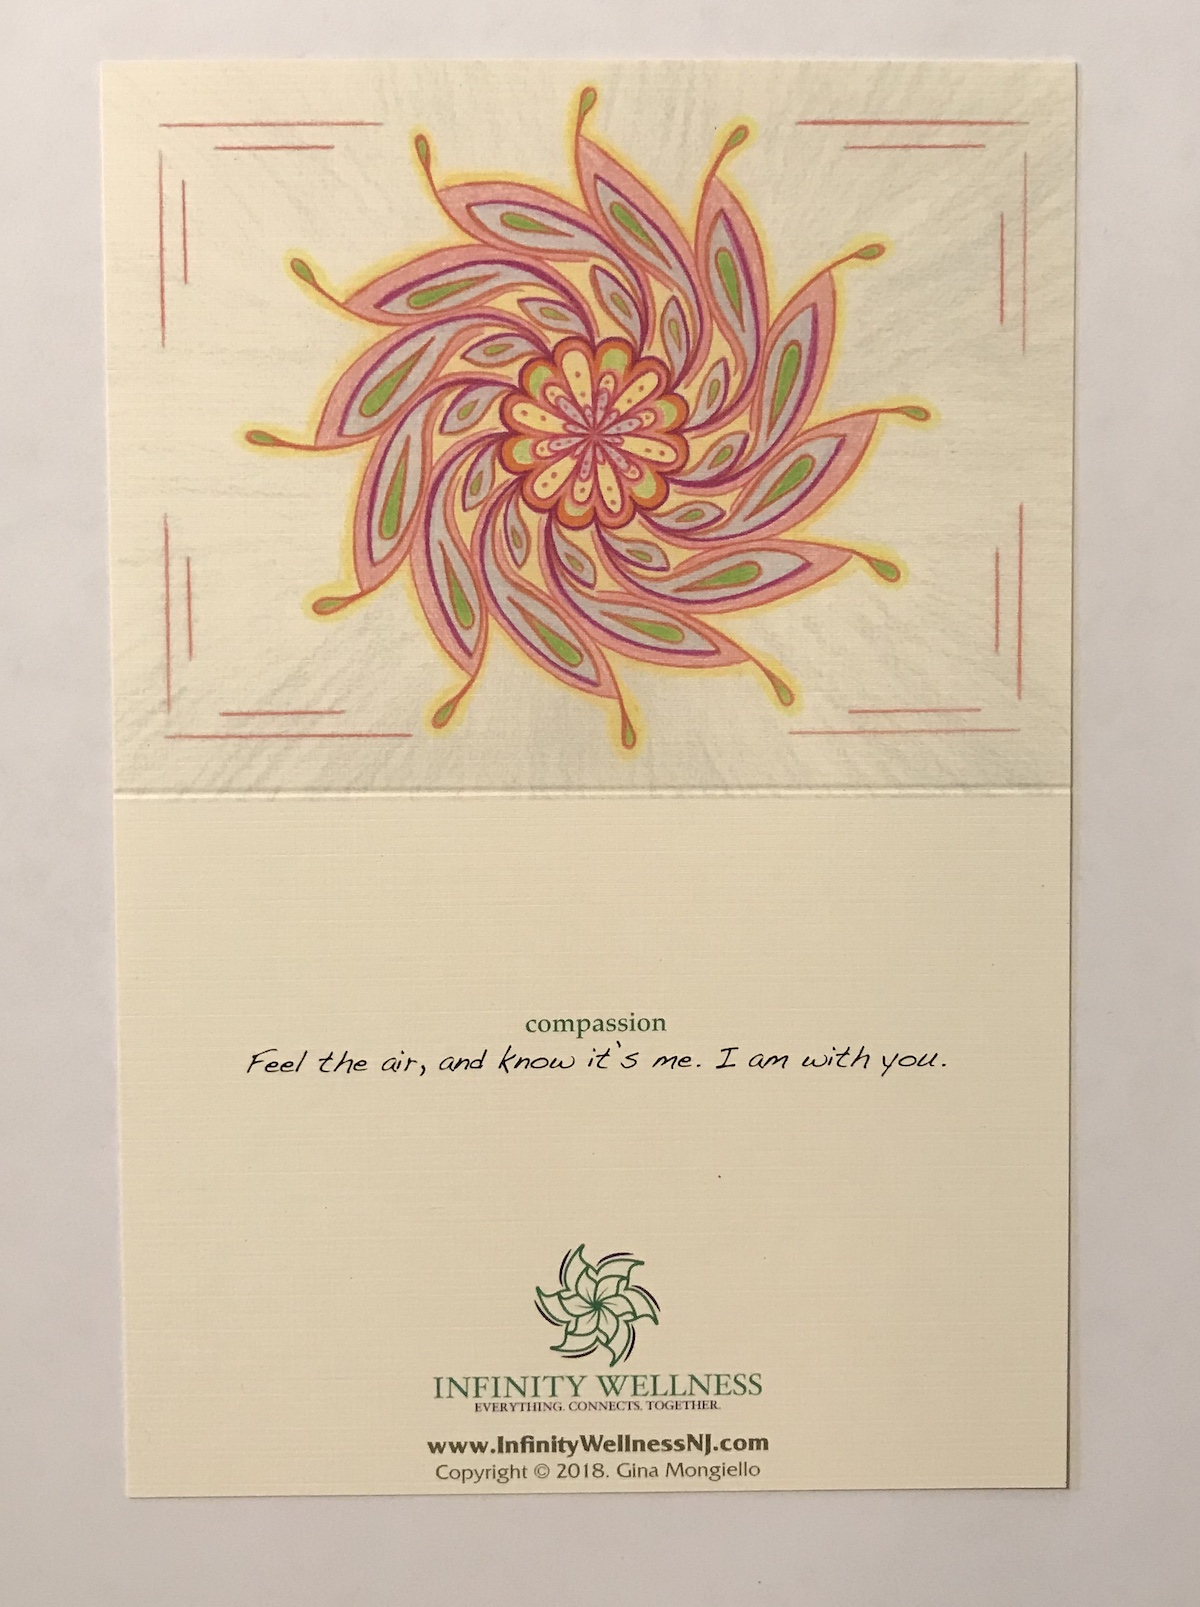 compassion
Feel the air, and know it's me. I am with you.
INFINITY WELLNESS
EVERYTHING. CONNECTS. TOGETHER.
www.InfinityWellnessNJ.com
Copyright © 2018. Gina Mongiello